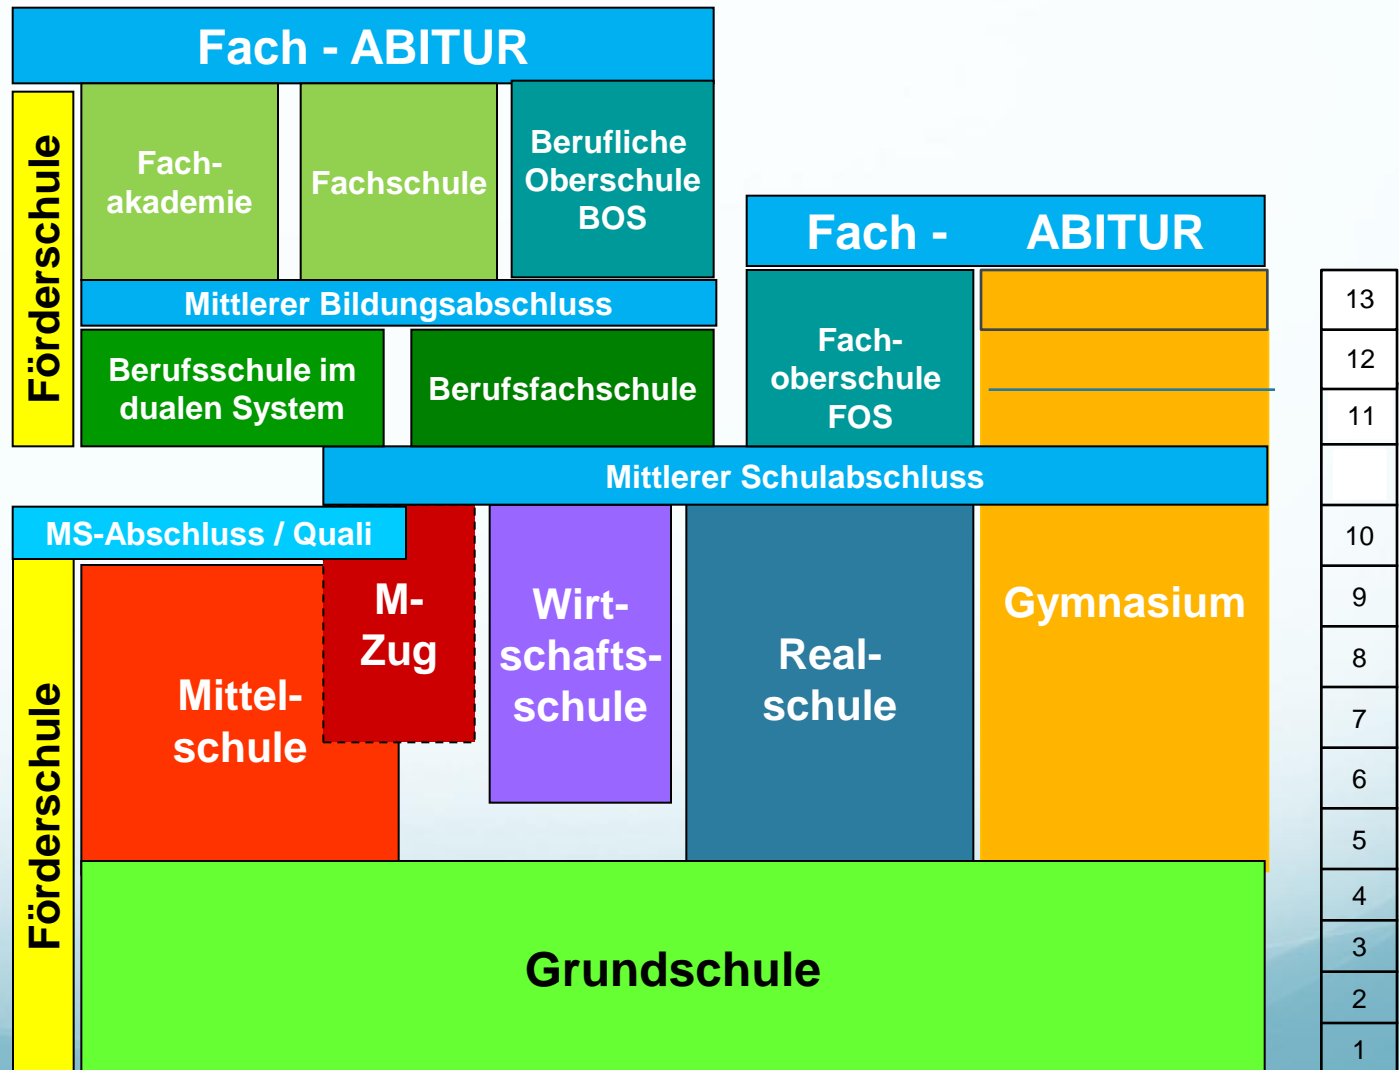 Fach - ABITUR
Förderschule
Fach-
akademie
Fachschule
Berufliche
Oberschule
BOS
Fach - ABITUR
Mittlerer Bildungsabschluss
Berufsschule im
dualen System
Berufsfachschule
Fach-
oberschule
FOS
13
12
11
Mittlerer Schulabschluss
MS-Abschluss / Quali
Förderschule
Mittel-
schule
M-
Zug
Wirt-
schafts-
schule
Real-
schule
Gymnasium
10
9
8
7
6
5
4
3
2
1
Grundschule